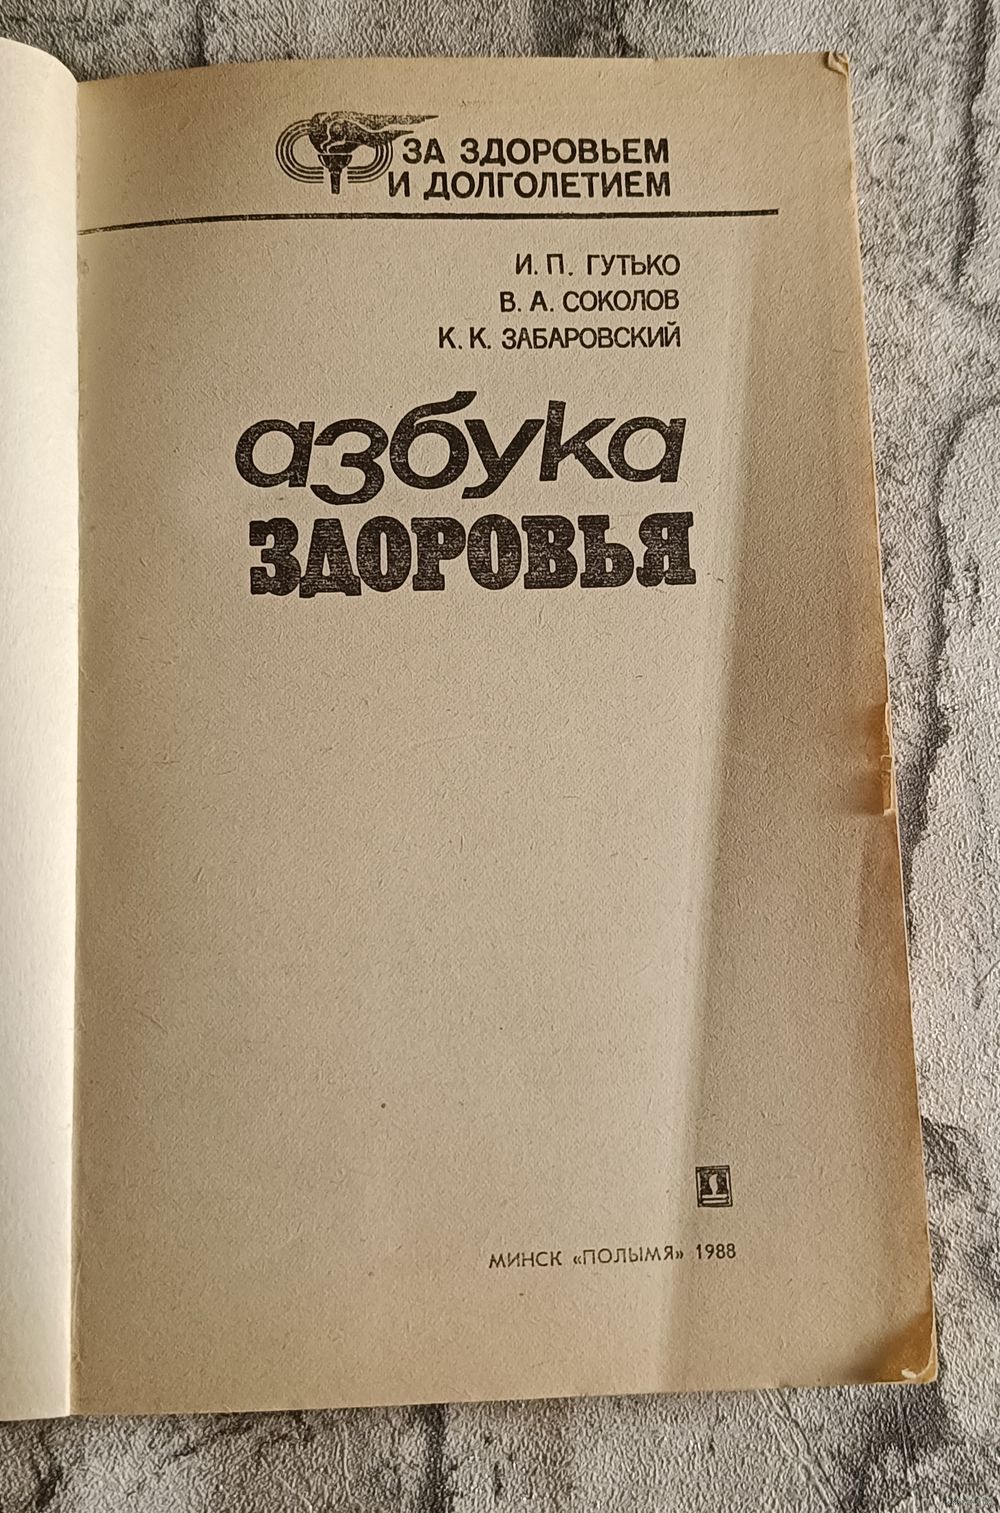 ЗА ЗДОРОВЬЕМ
И ДОЛГОЛЕТИЕМ
И. П. ГУТЬКО
В. А. СОКОЛОВ
К. К. ЗАБАРОВСКИЙ
азбука
ЗДОРОВЬЯ
МИНСК «ПОЛЫМЯ» 1988